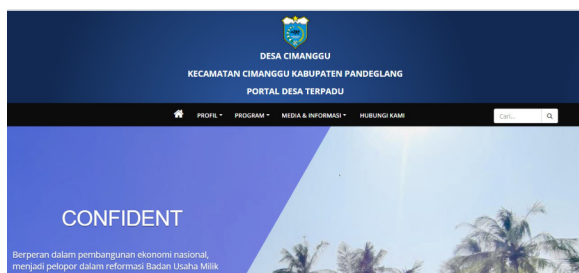 DESA CIMANGGU
KECAMATAN CIMANGGU KABUPATEN PANDEGLANG
PORTAL DESA TERPADU
PROFIL PROGRAM MEDIA & INFORMASI HUBUNGI KAMI Cari...
CONFIDENT
Berperan dalam pembangunan ekonomi nasional,
menjadi pelopor dalam reformasi Badan Usaha Milik